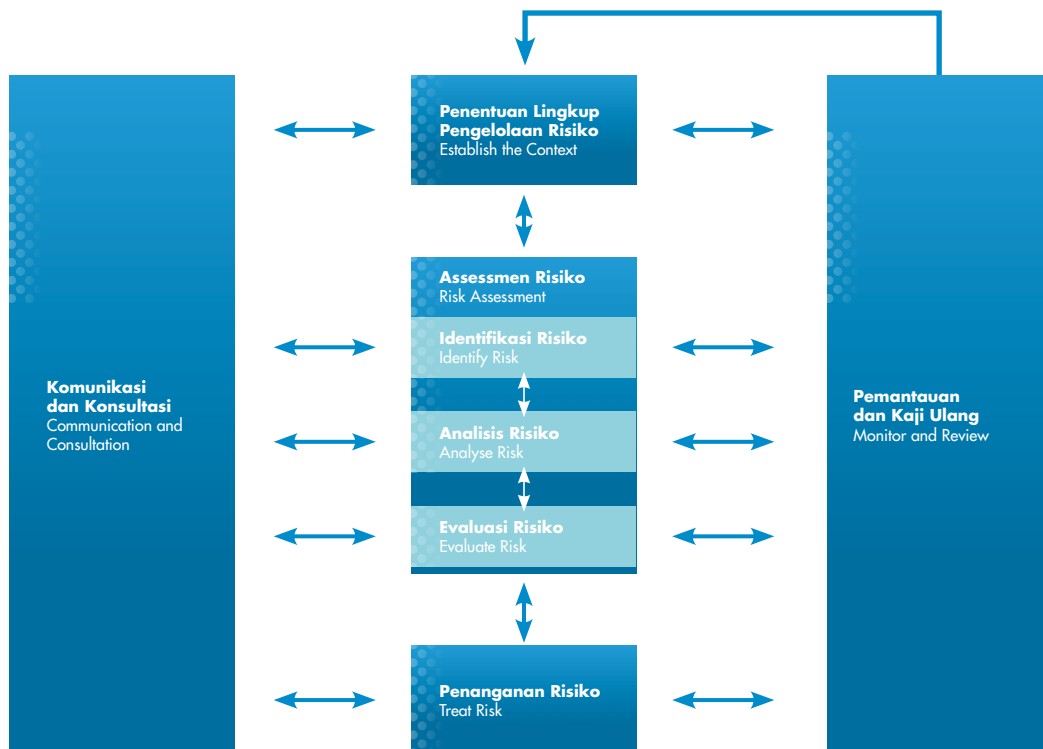 Penentuan Lingkup
Pengelolaan Risiko
Establish the Context
Assessmen Risiko
Risk Assessment
Identifikasi Risiko
Identify Risk
Komunikasi
dan Konsultasi
Communication and
Consultation
Analisis Risiko
Analyse Risk
Pemantauan
dan Kaji Ulang
Monitor and Review
Evaluasi Risiko
Evaluate Risk
Penanganan Risiko
Treat Risk